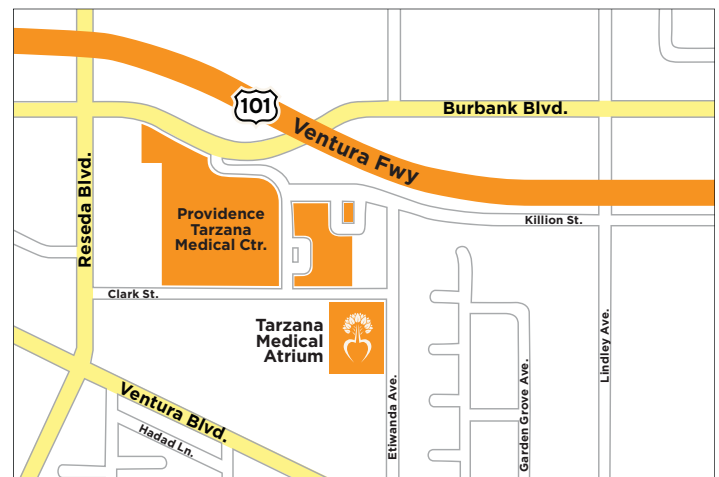 101
Burbank Blvd.
Ventura Fwy
Reseda Blvd.
Providence
Tarzana
Medical Ctr.
Killion St.
Clark St.
Tarzana
Medical
Atrium
Etiwanda Ave.
Garden Grove Ave.
Lindley Ave.
Ventura Blvd.
Hadad Ln.